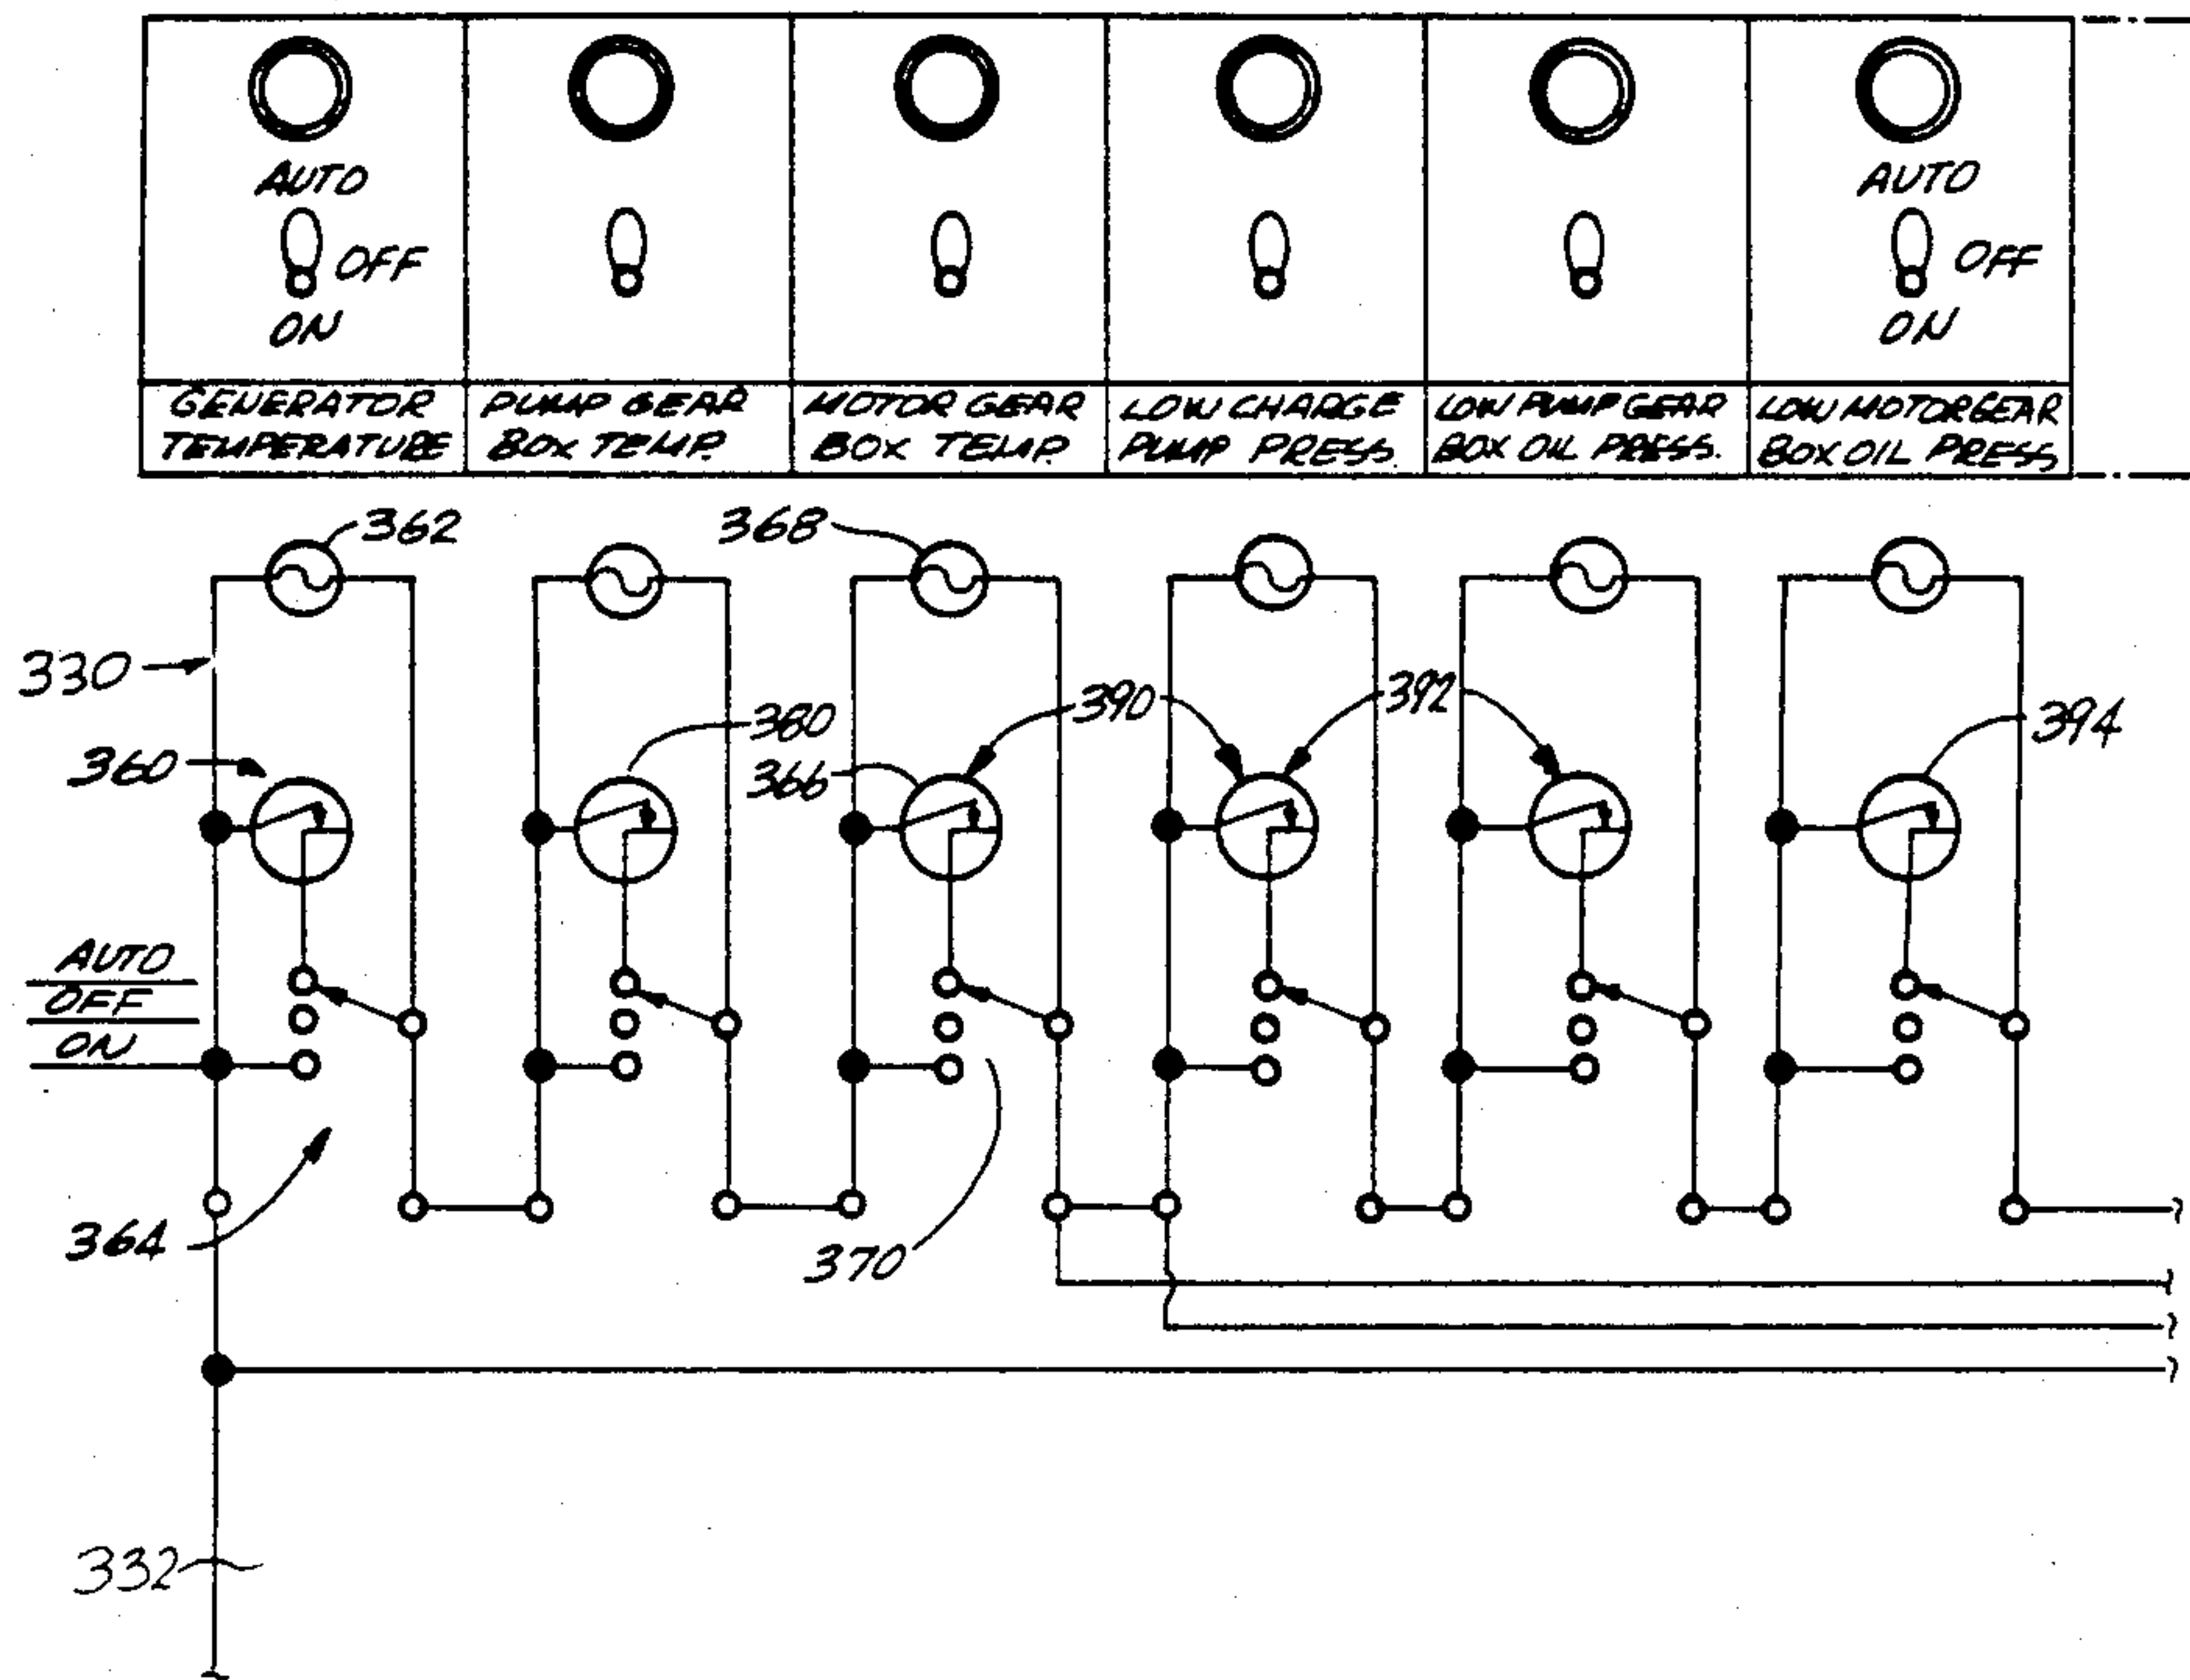 AUTO
OFF
ON
AUTO
OFF
ON
GENERATOR
TEMPERATURE
PUMP GEAR
BOX TEMP.
MOTOR GEAR
BOX TEMP.
LOW CHARGE
PUMP PRESS.
LOW PUMP GEAR
BOX OIL PRESS.
LOW MOTOR GEAR
BOX OIL PRESS
362
368
330
360
380
366
390
392
394
AUTO
OFF
ON
364
370
332